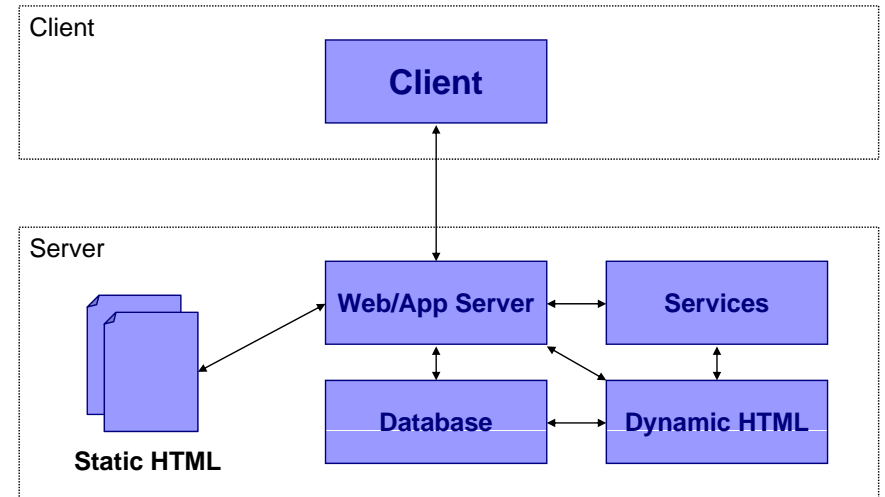 Client
Client
Server
Web/App Server
Services
Database
Dynamic HTML
Static HTML